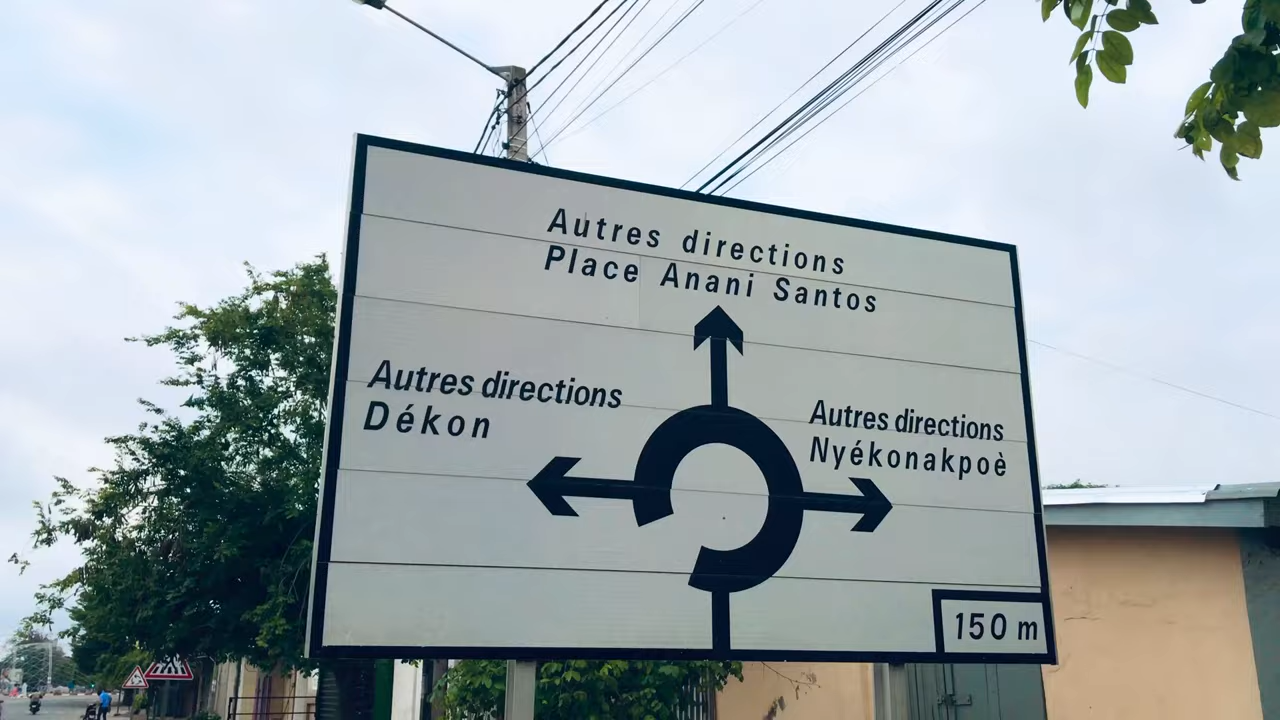 Autres directions
Place Anani Santos
Autres directions
Dékon
Autres directions
Nyékonakpoè
150 m